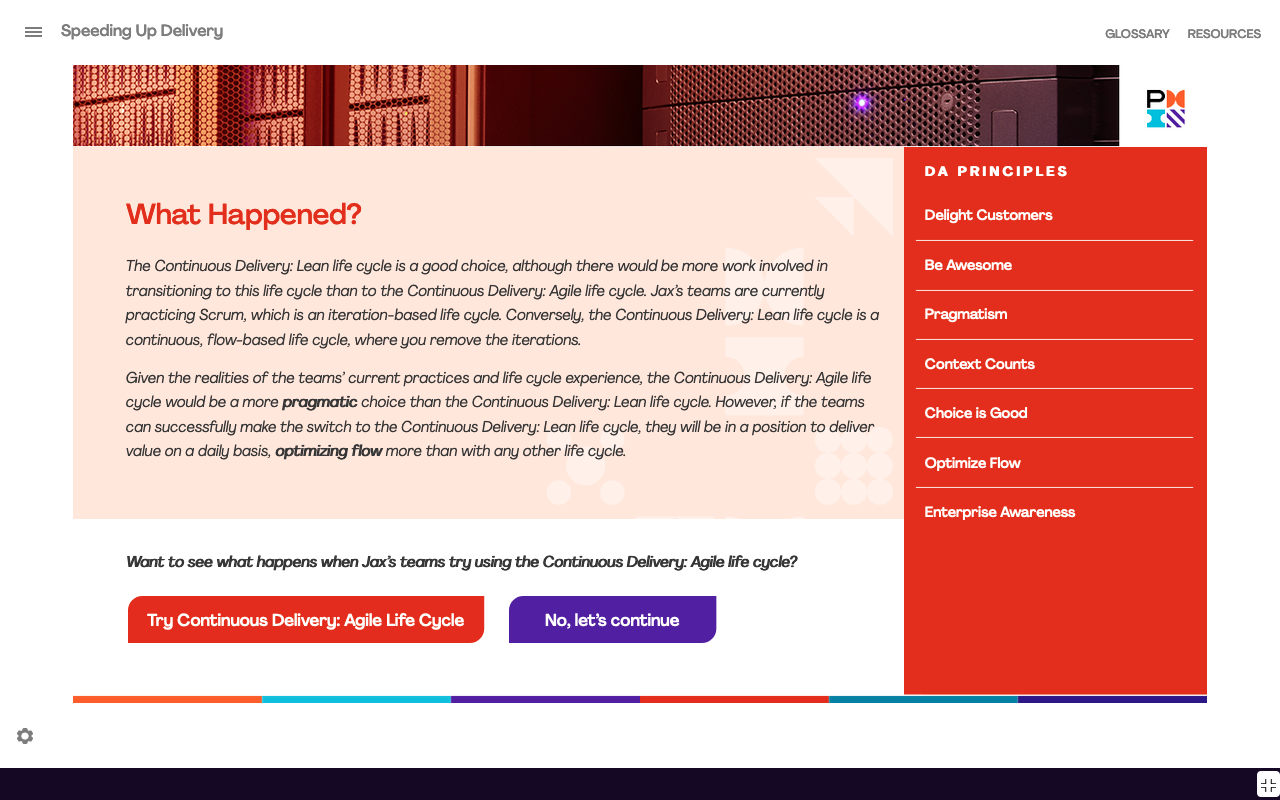 Speeding Up Delivery
GLOSSARY RESOURCES
PM
DA PRINCIPLES
What Happened?
The Continuous Delivery: Lean life cycle is a good choice, although there would be more work involved in
transitioning to this life cycle than to the Continuous Delivery: Agile life cycle. Jax's teams are currently
practicing Scrum, which is an iteration-based life cycle. Conversely, the Continuous Delivery: Lean life cycle is a
continuous, flow-based life cycle, where you remove the iterations.
Given the realities of the teams' current practices and life cycle experience, the Continuous Delivery: Agile life
cycle would be a more pragmatic choice than the Continuous Delivery: Lean life cycle. However, if the teams
can successfully make the switch to the Continuous Delivery: Lean life cycle, they will be in a position to deliver
value on a daily basis, optimizing flow more than with any other life cycle.
Delight Customers
Be Awesome
Pragmatism
Context Counts
Choice is Good
Optimize Flow
Enterprise Awareness
Want to see what happens when Jax's teams try using the Continuous Delivery: Agile life cycle?
Try Continuous Delivery: Agile Life Cycle
No, let's continue